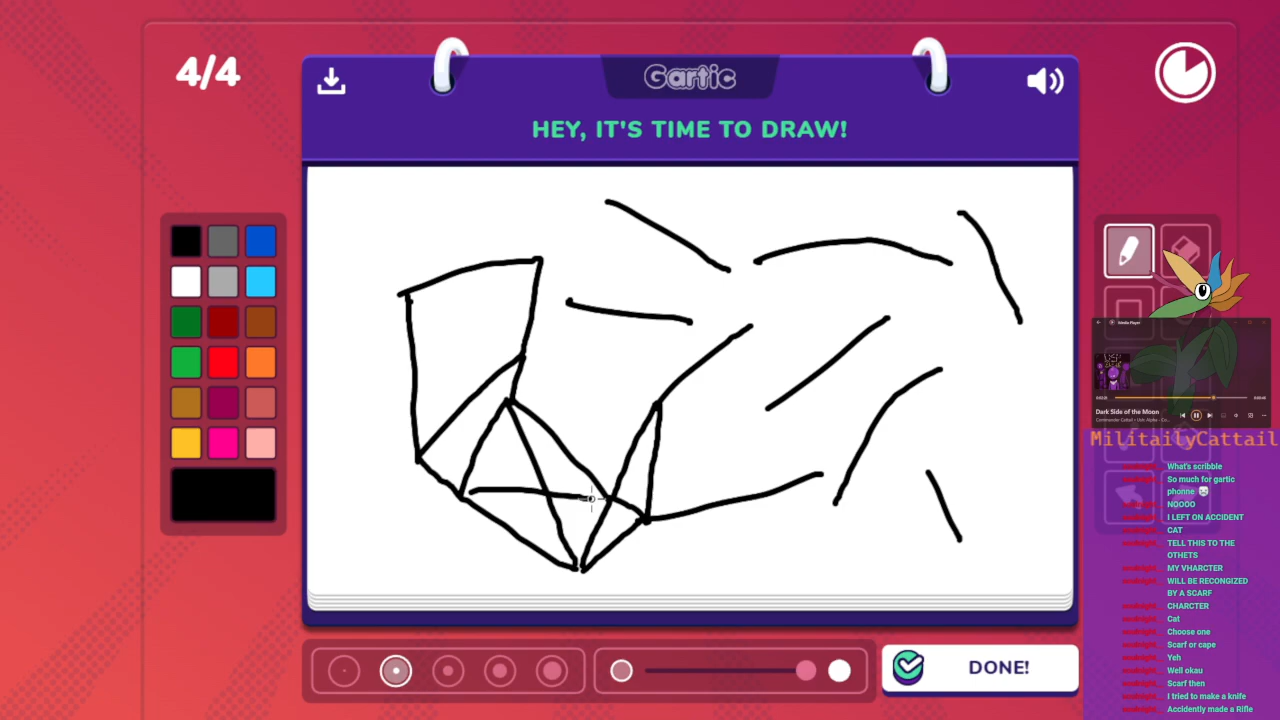 4/4
Gartic
HEY, IT'S TIME TO DRAW!
Dark Side of the Moon
MilitailyCattail
What's scribble
So much for gartic
phonne
NOOOO
I LEFT ON ACCIDENT
CAT
TELL THIS TO THE
OTHETS
MY VHARCTER
WILL BE RECONGIZED
BY A SCARF
CHARCTER
Cat
Choose one
Scarf or cape
Yeh
Well okau
Scarf then
I tried to make a knife
Accidently made a Rifle
DONE!